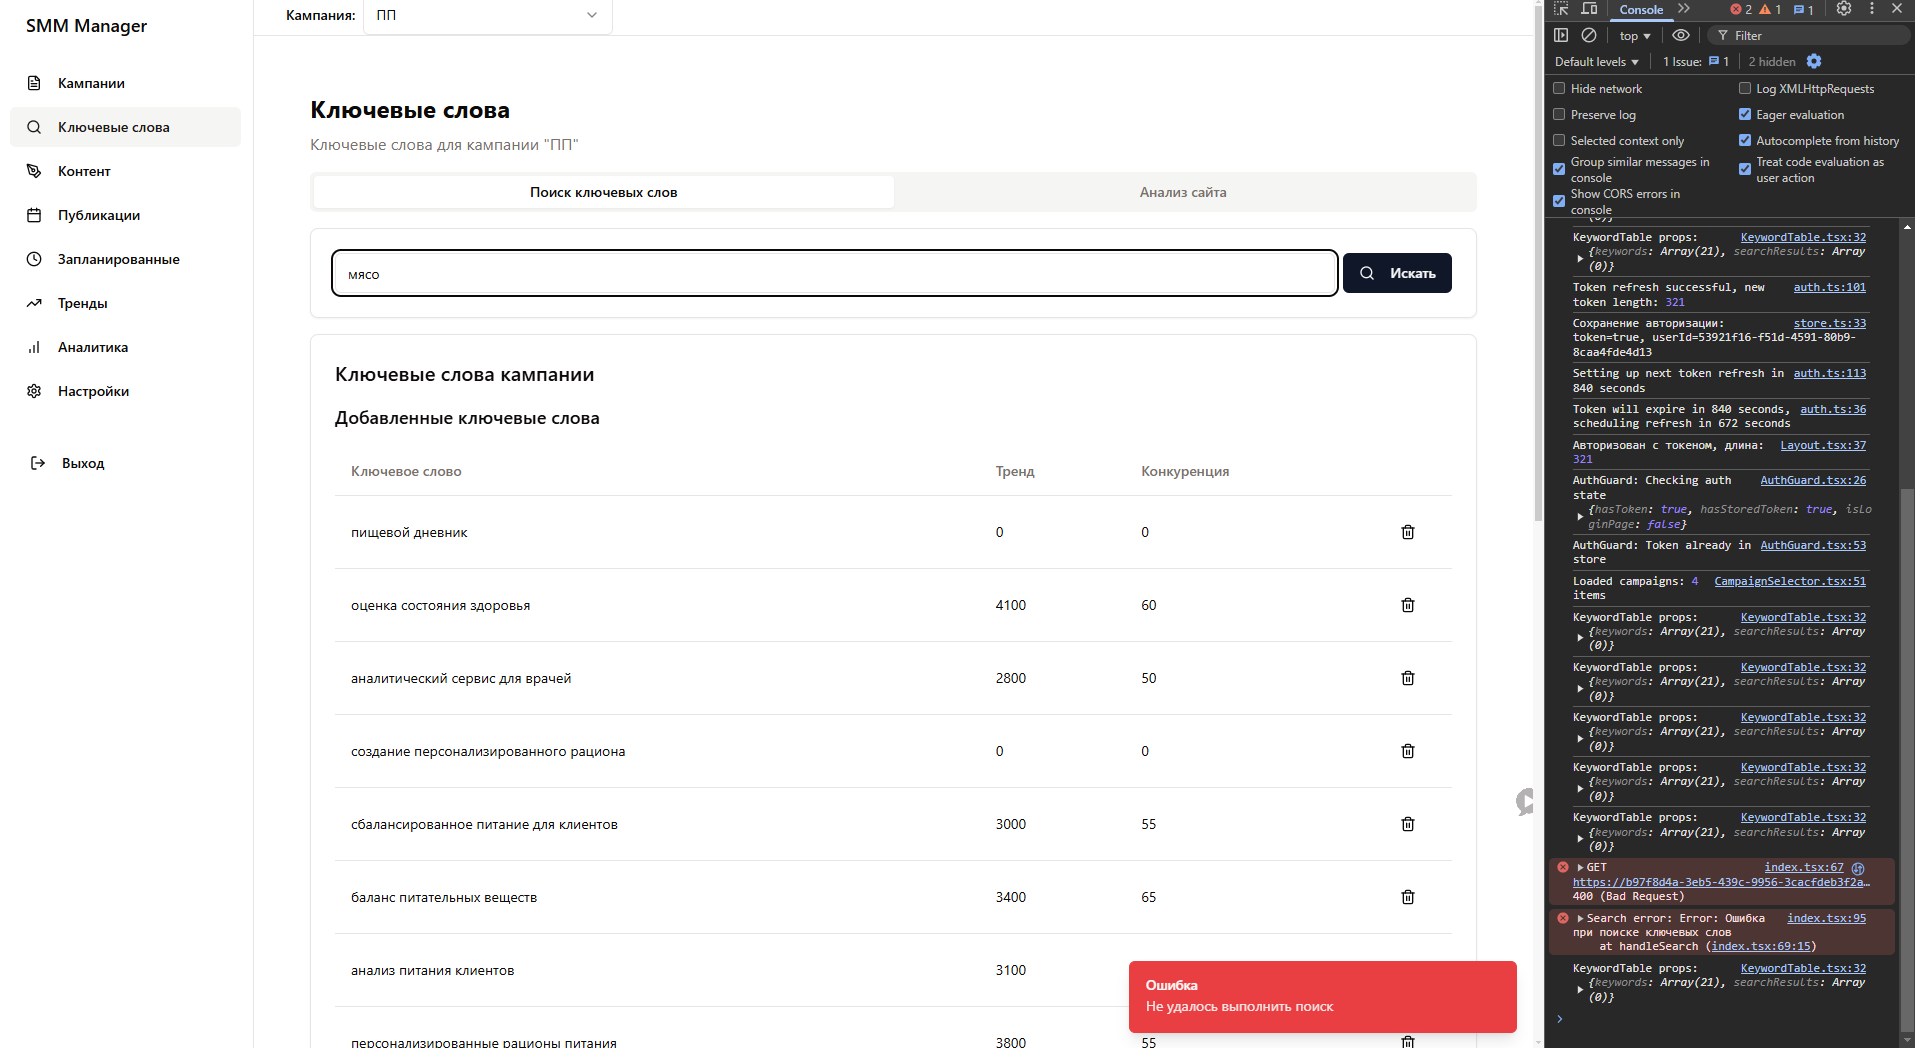 SMM Manager
Кампании
Ключевые слова
Контент
Публикации
Запланированные
Тренды
Аналитика
Настройки
Выход
Кампания: ПП
Ключевые слова
Ключевые слова для кампании "ПП"
Поиск ключевых слов Анализ сайта
мясо Искать
Ключевые слова кампании
Добавленные ключевые слова
Ключевое слово Тренд Конкуренция
пищевой дневник 0 0
оценка состояния здоровья 4100 60
аналитический сервис для врачей 2800 50
создание персонализированного рациона 0 0
сбалансированное питание для клиентов 3000 55
баланс питательных веществ 3400 65
анализ питания клиентов 3100
персонализированные рационы питания 3800 55
Ошибка
Не удалось выполнить поиск
Console 2 1 1
top Filter
Default levels 1 Issue: 1 2 hidden
Hide network Log XMLHttpRequests
Preserve log Eager evaluation
Selected context only Autocomplete from history
Group similar messages in console
Treat code evaluation as user action
Show CORS errors in console
(0)}
KeywordTable props: KeywordTable.tsx:32
{keywords: Array(21), searchResults: Array
(0)}
Token refresh successful, new auth.ts:101
token length: 321
Сохранение авторизации: store.ts:33
token=true, userId=53921f16-f51d-4591-80b9-
8caa4fde4d13
Setting up next token refresh in auth.ts:113
840 seconds
Token will expire in 840 seconds, auth.ts:36
scheduling refresh in 672 seconds
Авторизован с токеном, длина: Layout.tsx:37
321
AuthGuard: Checking auth AuthGuard.tsx:26
state
{hasToken: true, hasStoredToken: true, isLo
ginPage: false}
AuthGuard: Token already in AuthGuard.tsx:53
store
Loaded campaigns: 4 CampaignSelector.tsx:51
items
KeywordTable props: KeywordTable.tsx:32
{keywords: Array(21), searchResults: Array
(0)}
KeywordTable props: KeywordTable.tsx:32
{keywords: Array(21), searchResults: Array
(0)}
KeywordTable props: KeywordTable.tsx:32
{keywords: Array(21), searchResults: Array
(0)}
KeywordTable props: KeywordTable.tsx:32
{keywords: Array(21), searchResults: Array
(0)}
KeywordTable props: KeywordTable.tsx:32
{keywords: Array(21), searchResults: Array
(0)}
GET index.tsx:67
https://b97f8d4a-3eb5-439c-9956-3cacfdeb3f2a…
400 (Bad Request)
Search error: Error: Ошибка index.tsx:95
при поиске ключевых слов
at handleSearch (index.tsx:69:15)
KeywordTable props: KeywordTable.tsx:32
{keywords: Array(21), searchResults: Array
(0)}